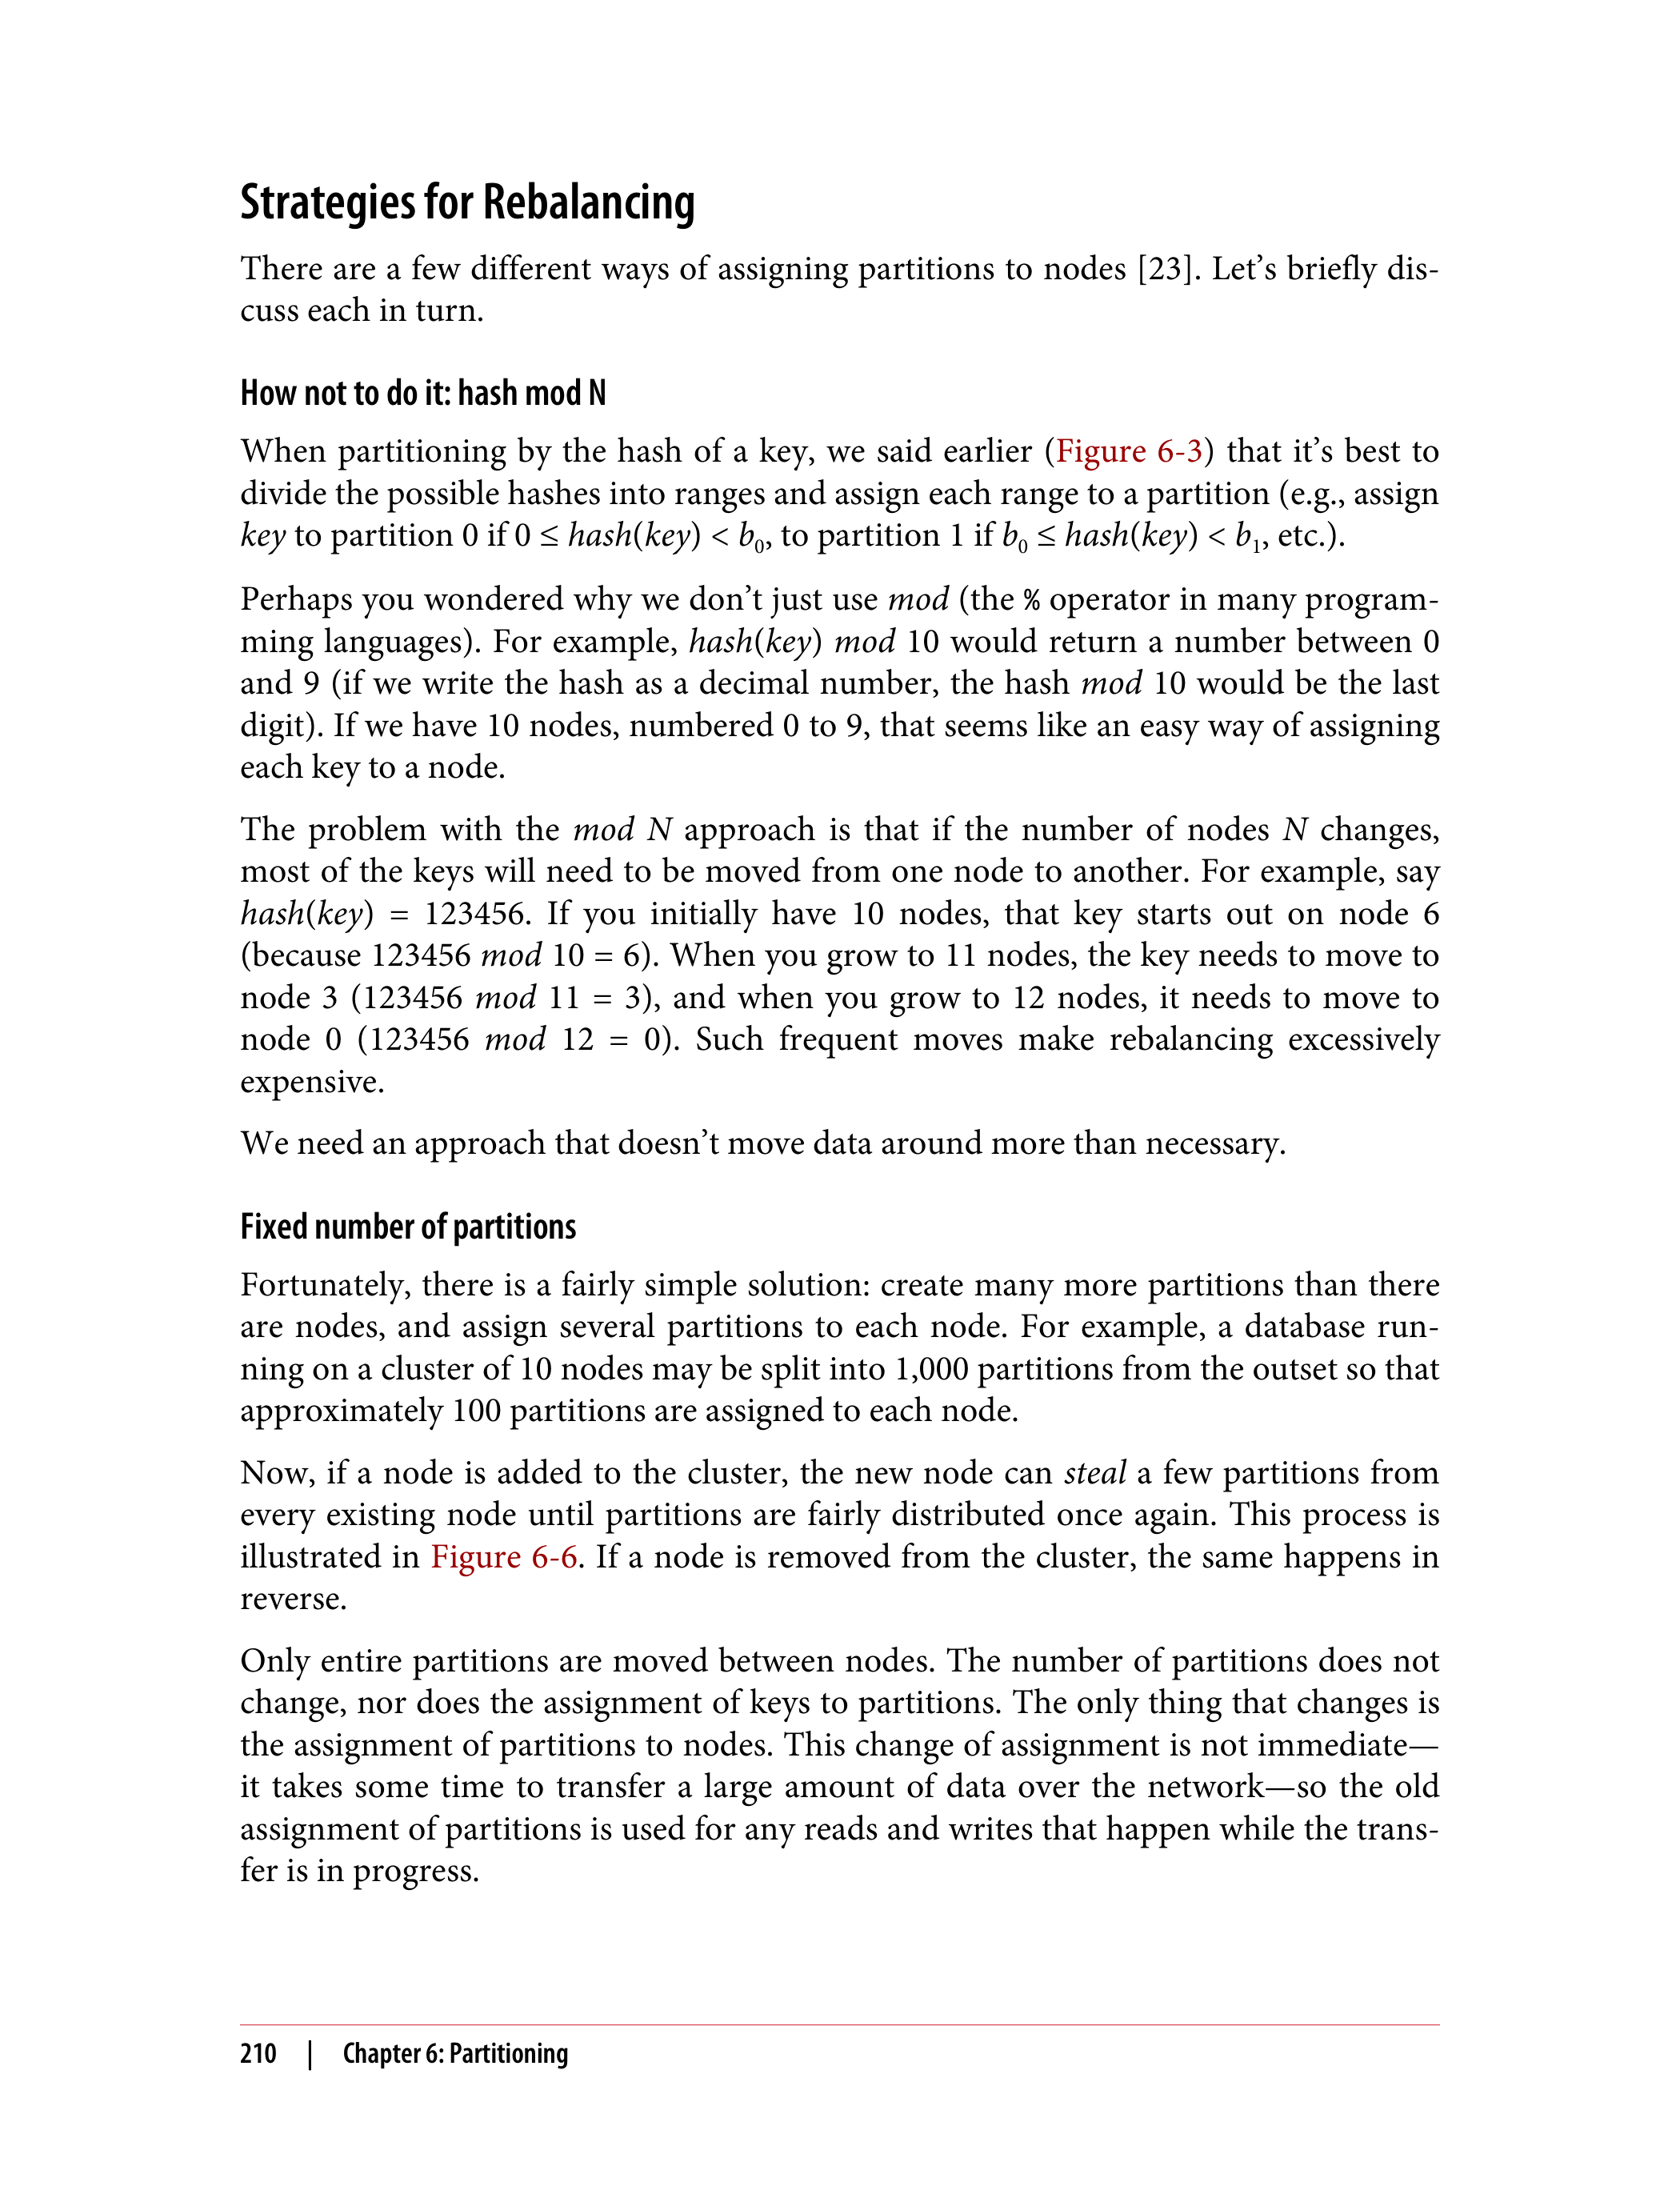 Strategies for Rebalancing
There are a few different ways of assigning partitions to nodes [23]. Let’s briefly dis-
cuss each in turn.
How not to do it: hash mod N
When partitioning by the hash of a key, we said earlier (Figure 6-3) that it’s best to
divide the possible hashes into ranges and assign each range to a partition (e.g., assign
key to partition 0 if 0 ≤ hash(key) < b₀, to partition 1 if b₀ ≤ hash(key) < b₁, etc.).
Perhaps you wondered why we don’t just use mod (the % operator in many program-
ming languages). For example, hash(key) mod 10 would return a number between 0
and 9 (if we write the hash as a decimal number, the hash mod 10 would be the last
digit). If we have 10 nodes, numbered 0 to 9, that seems like an easy way of assigning
each key to a node.
The problem with the mod N approach is that if the number of nodes N changes,
most of the keys will need to be moved from one node to another. For example, say
hash(key) = 123456. If you initially have 10 nodes, that key starts out on node 6
(because 123456 mod 10 = 6). When you grow to 11 nodes, the key needs to move to
node 3 (123456 mod 11 = 3), and when you grow to 12 nodes, it needs to move to
node 0 (123456 mod 12 = 0). Such frequent moves make rebalancing excessively
expensive.
We need an approach that doesn’t move data around more than necessary.
Fixed number of partitions
Fortunately, there is a fairly simple solution: create many more partitions than there
are nodes, and assign several partitions to each node. For example, a database run-
ning on a cluster of 10 nodes may be split into 1,000 partitions from the outset so that
approximately 100 partitions are assigned to each node.
Now, if a node is added to the cluster, the new node can steal a few partitions from
every existing node until partitions are fairly distributed once again. This process is
illustrated in Figure 6-6. If a node is removed from the cluster, the same happens in
reverse.
Only entire partitions are moved between nodes. The number of partitions does not
change, nor does the assignment of keys to partitions. The only thing that changes is
the assignment of partitions to nodes. This change of assignment is not immediate—
it takes some time to transfer a large amount of data over the network—so the old
assignment of partitions is used for any reads and writes that happen while the trans-
fer is in progress.
210 | Chapter 6: Partitioning